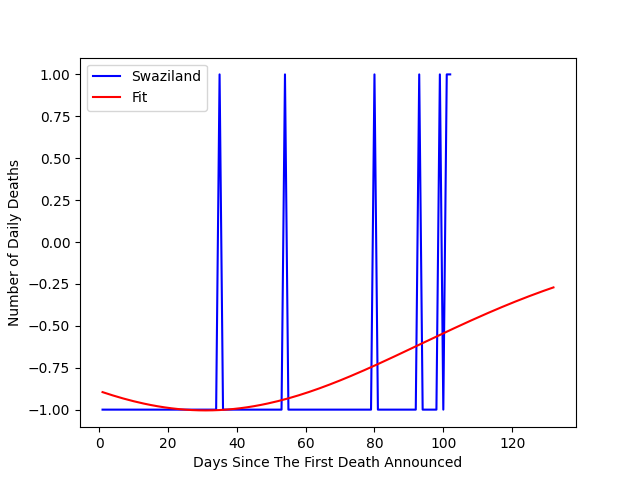 Swaziland
Fit
Number of Daily Deaths
1.00
0.75
0.50
0.25
0.00
−0.25
−0.50
−0.75
−1.00
0 20 40 60 80 100 120
Days Since The First Death Announced